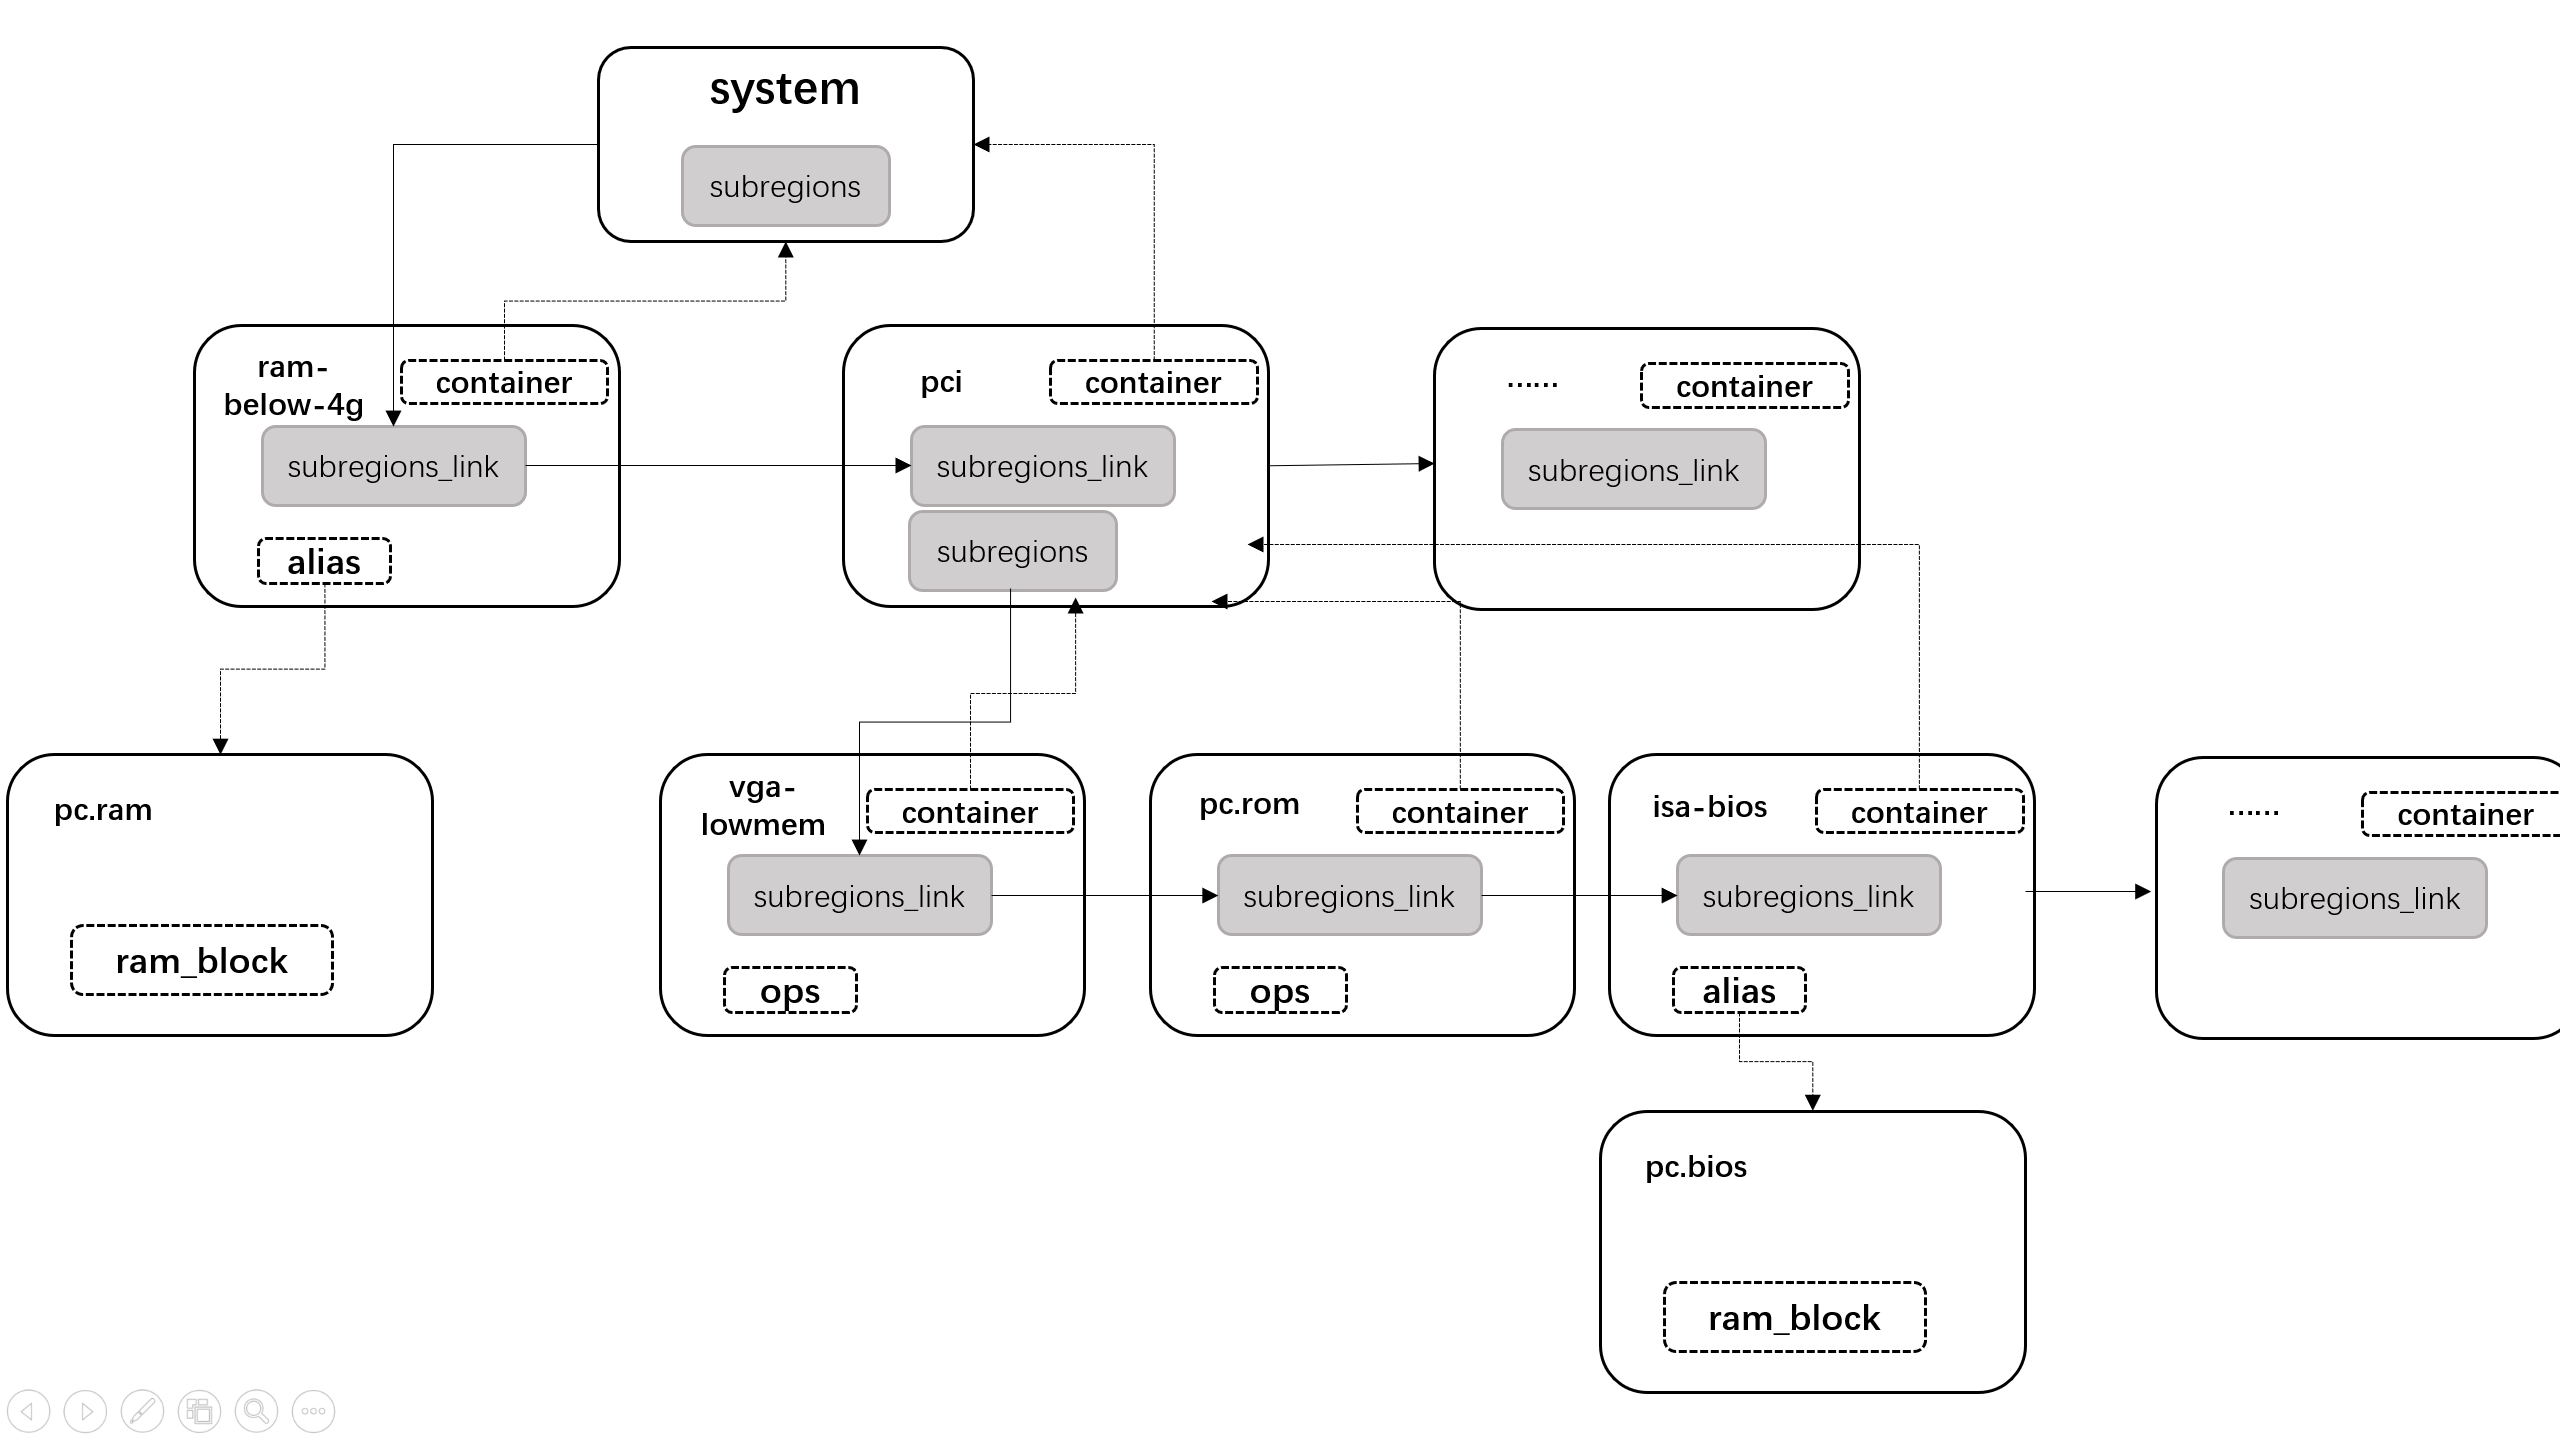 system
subregions
ram-
below-4g
container
subregions_link
alias
pci
container
subregions_link
subregions
......
container
subregions_link
pc.ram
ram_block
vga-
lowmem
container
subregions_link
ops
pc.rom
container
subregions_link
ops
isa-bios
container
subregions_link
alias
......
container
subregions_link
pc.bios
ram_block